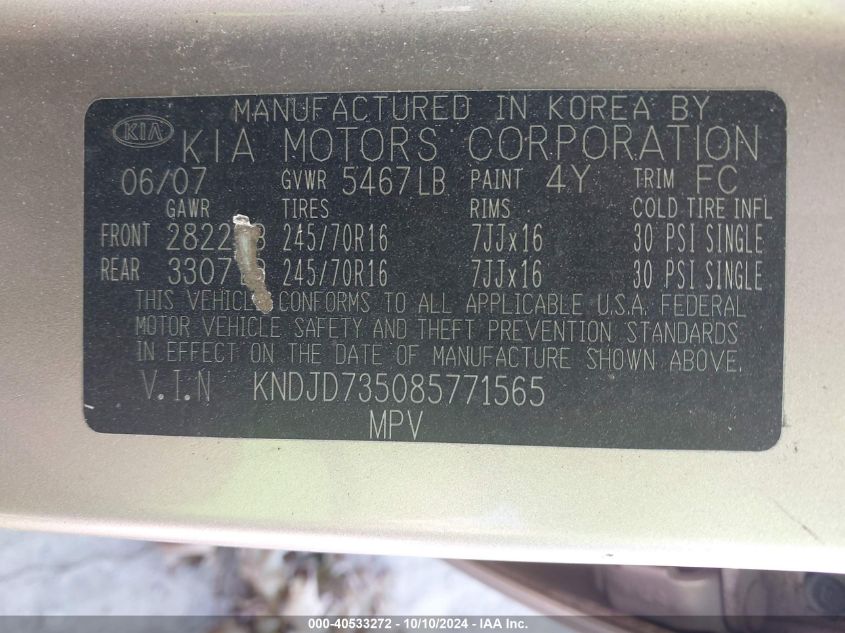 MANUFACTURED IN KOREA BY
KIA KIA MOTORS CORPORATION
06/07 GVWR 5467LB PAINT 4Y TRIM FC
GAWR TIRES RIMS COLD TIRE INFL
FRONT 245/70R16 7JJx16 30 PSI SINGLE
REAR 245/70R16 7JJx16 30 PSI SINGLE
THIS VEHICLE CONFORMS TO ALL APPLICABLE U.S.A. FEDERAL
MOTOR VEHICLE SAFETY AND THEFT PREVENTION STANDARDS
IN EFFECT ON THE DATE OF MANUFACTURE SHOWN ABOVE.
V.I.N KNDJD735085771565
MPV
000-40533272 - 10/10/2024 - IAA Inc.